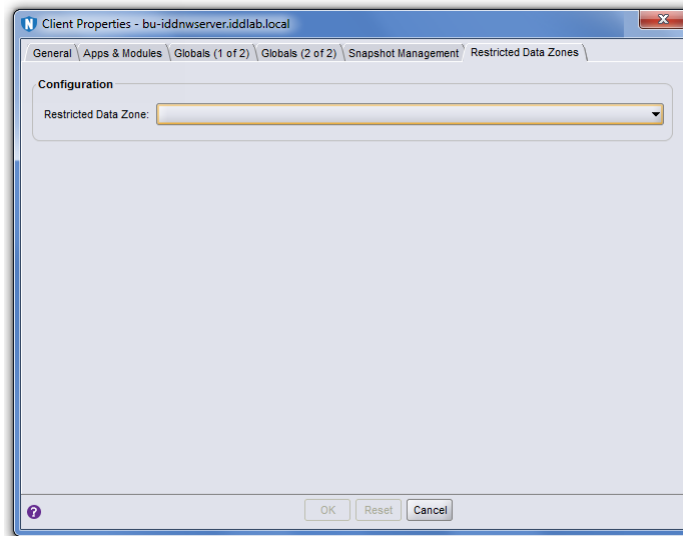 Client Properties - bu-iddnwserver.iddlab.local
General Apps & Modules Globals (1 of 2) Globals (2 of 2) Snapshot Management Restricted Data Zones
Configuration
Restricted Data Zone:
OK Reset Cancel